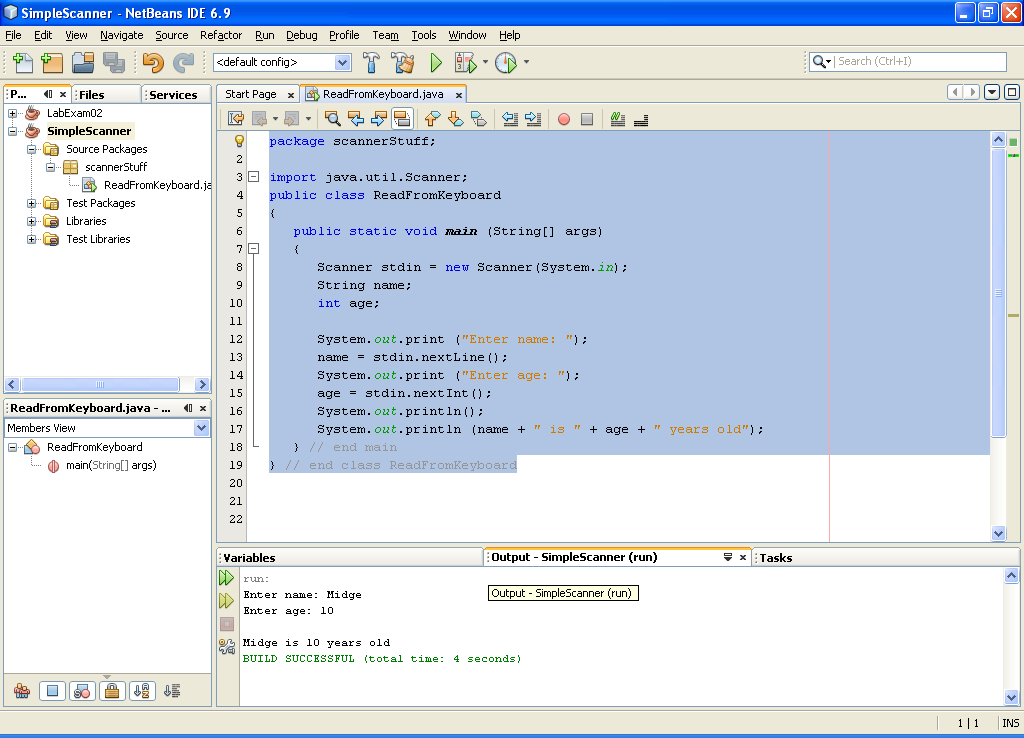 SimpleScanner - NetBeans IDE 6.9
File Edit View Navigate Source Refactor Run Debug Profile Team Tools Window Help
<default config>
Search (Ctrl+I)
P... Files Services
LabExam02
SimpleScanner
Source Packages
scannerStuff
ReadFromKeyboard.ja
Test Packages
Libraries
Test Libraries
ReadFromKeyboard.java - ...
Members View
ReadFromKeyboard
main(String[] args)
Start Page ReadFromKeyboard.java
package scannerStuff;
2
3 import java.util.Scanner;
4 public class ReadFromKeyboard
5 {
6 public static void main (String[] args)
7 {
8 Scanner stdin = new Scanner(System.in);
9 String name;
10 int age;
11
12 System.out.print ("Enter name: ");
13 name = stdin.nextLine();
14 System.out.print ("Enter age: ");
15 age = stdin.nextInt();
16 System.out.println();
17 System.out.println (name + " is " + age + " years old");
18 } // end main
19 } // end class ReadFromKeyboard
20
21
22
Variables Output - SimpleScanner (run) Tasks
run:
Enter name: Midge
Output - SimpleScanner (run)
Enter age: 10
Midge is 10 years old
BUILD SUCCESSFUL (total time: 4 seconds)
1 | 1 INS